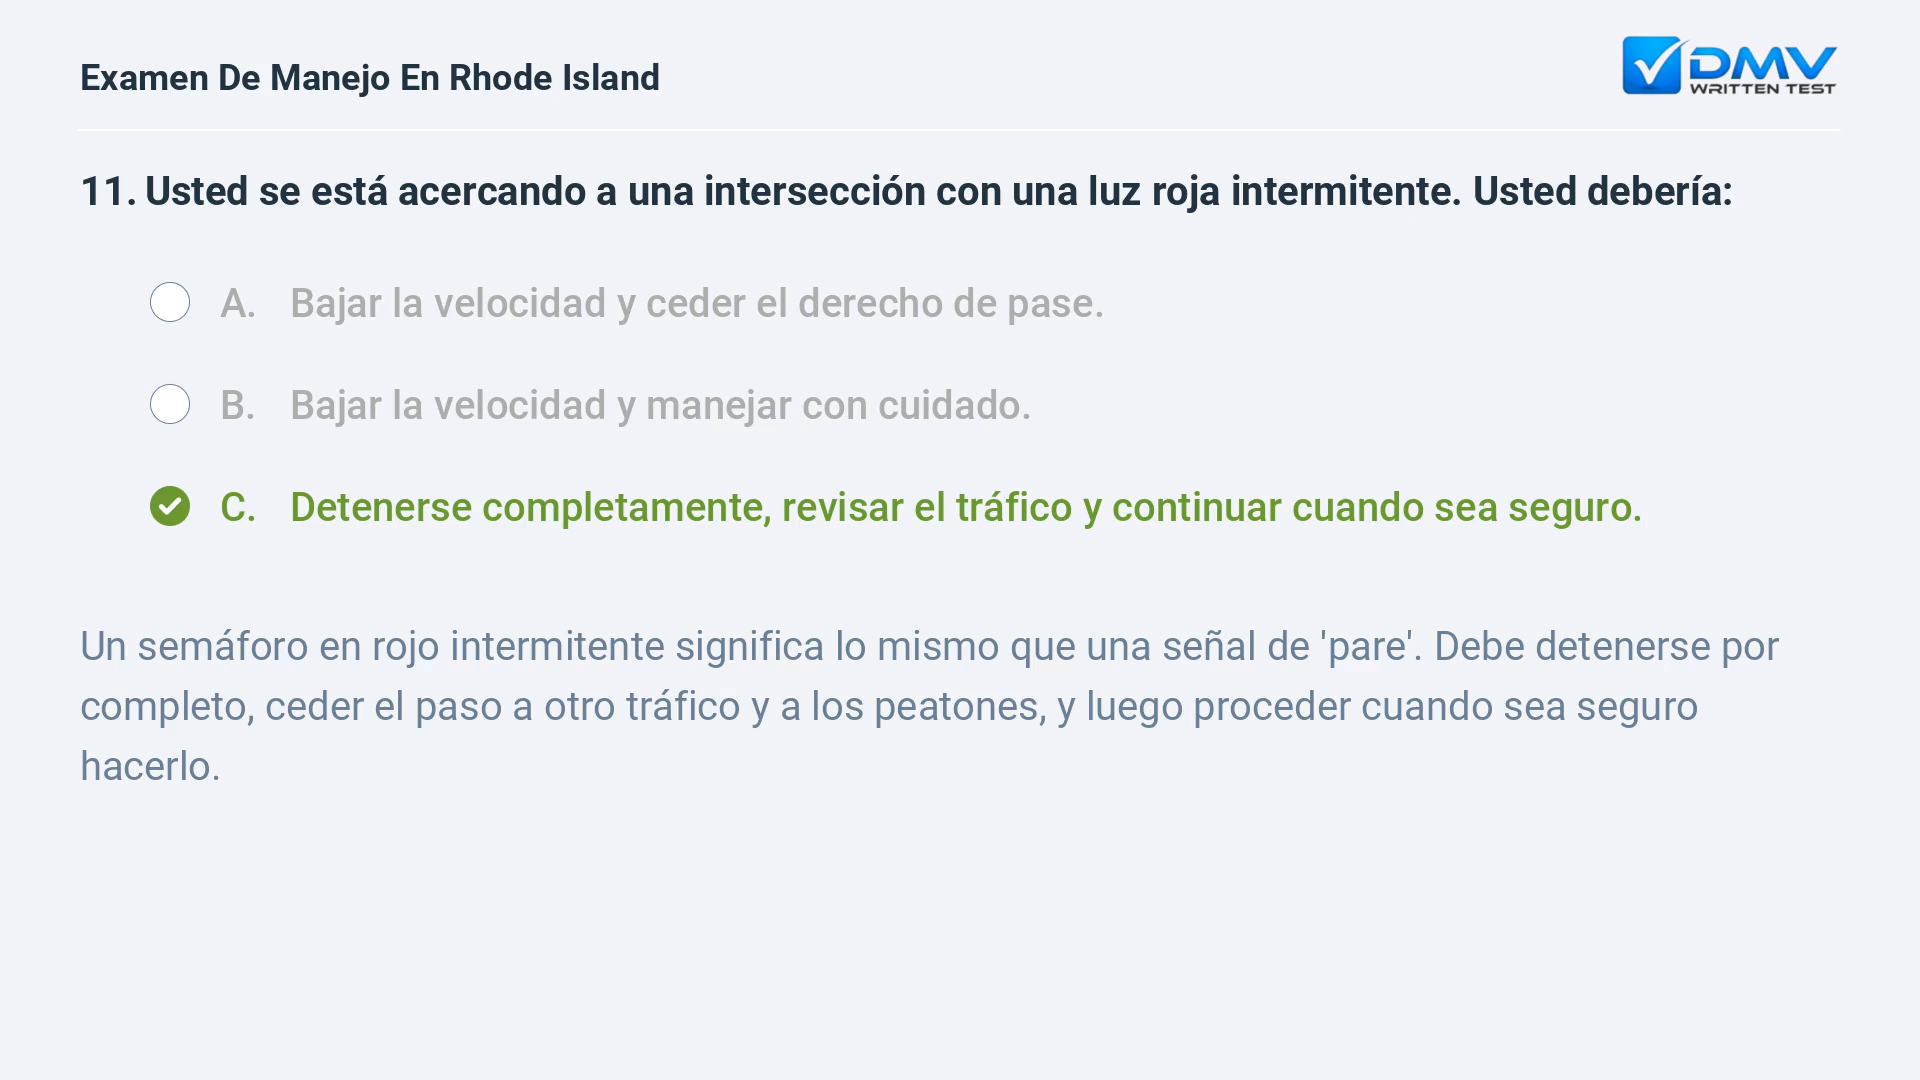 Examen De Manejo En Rhode Island
DMV
WRITTEN TEST
11. Usted se está acercando a una intersección con una luz roja intermitente. Usted debería:
A. Bajar la velocidad y ceder el derecho de pase.
B. Bajar la velocidad y manejar con cuidado.
C. Detenerse completamente, revisar el tráfico y continuar cuando sea seguro.
Un semáforo en rojo intermitente significa lo mismo que una señal de 'pare'. Debe detenerse por
completo, ceder el paso a otro tráfico y a los peatones, y luego proceder cuando sea seguro
hacerlo.